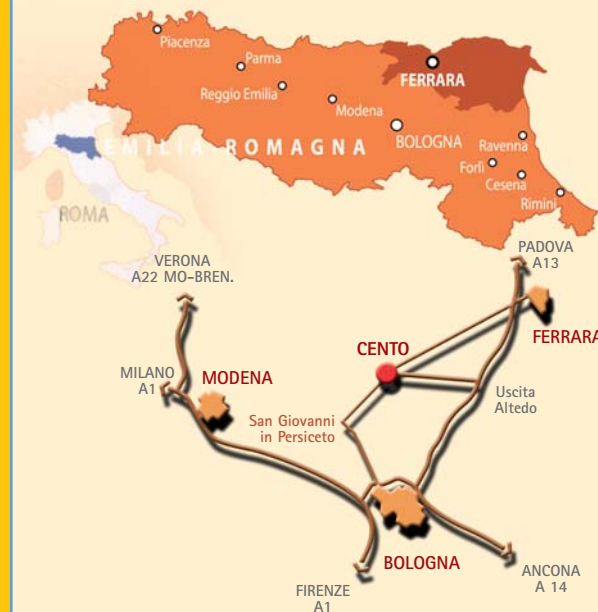 Piacenza
Parma
Reggio Emilia
Modena
FERRARA
BOLOGNA
Ravenna
Forlì
Cesena
Rimini
EMILIA ROMAGNA
ROMA
VERONA
A22 MO-BREN.
PADOVA
A13
FERRARA
CENTO
MILANO
A1
MODENA
Uscita
Altedo
San Giovanni
in Persiceto
BOLOGNA
FIRENZE
A1
ANCONA
A 14